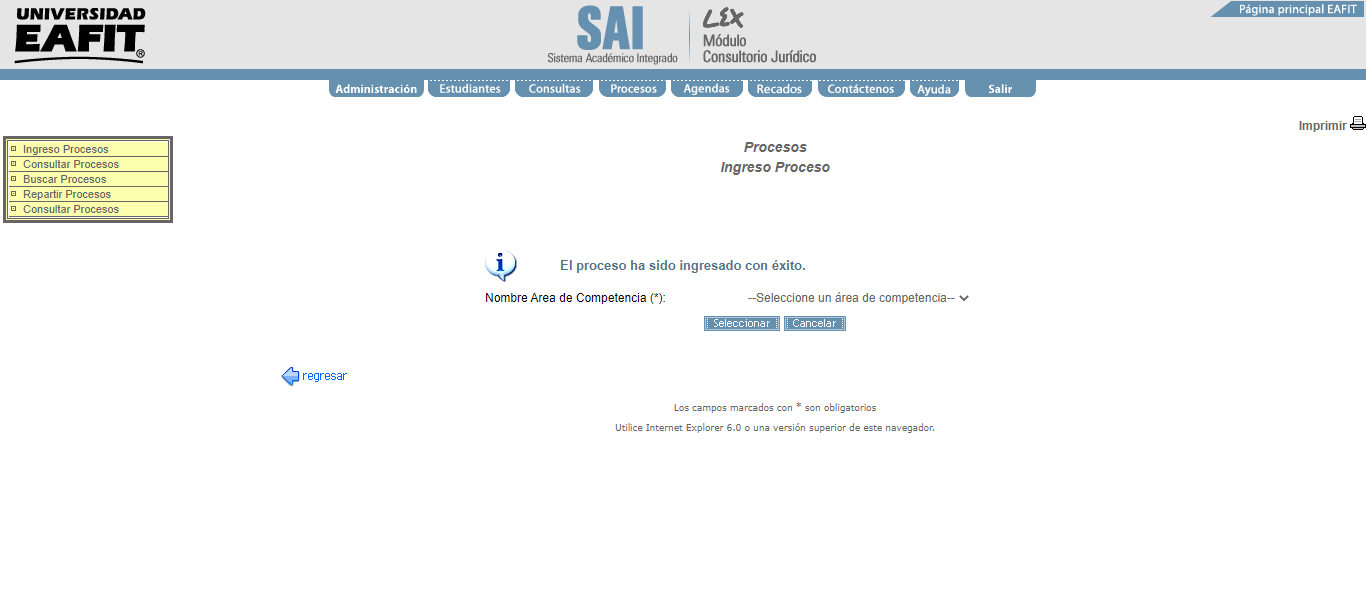 UNIVERSIDAD
EAFIT®
SAI
Sistema Académico Integrado
LEX
Módulo
Consultorio Jurídico
Página principal EAFIT
Administración Estudiantes Consultas Procesos Agendas Recados Contáctenos Ayuda Salir
Imprimir
Ingreso Procesos
Consultar Procesos
Buscar Procesos
Repartir Procesos
Consultar Procesos
Procesos
Ingreso Proceso
El proceso ha sido ingresado con éxito.
Nombre Area de Competencia (*): --Seleccione un área de competencia--
Seleccionar Cancelar
regresar
Los campos marcados con * son obligatorios
Utilice Internet Explorer 6.0 o una versión superior de este navegador.